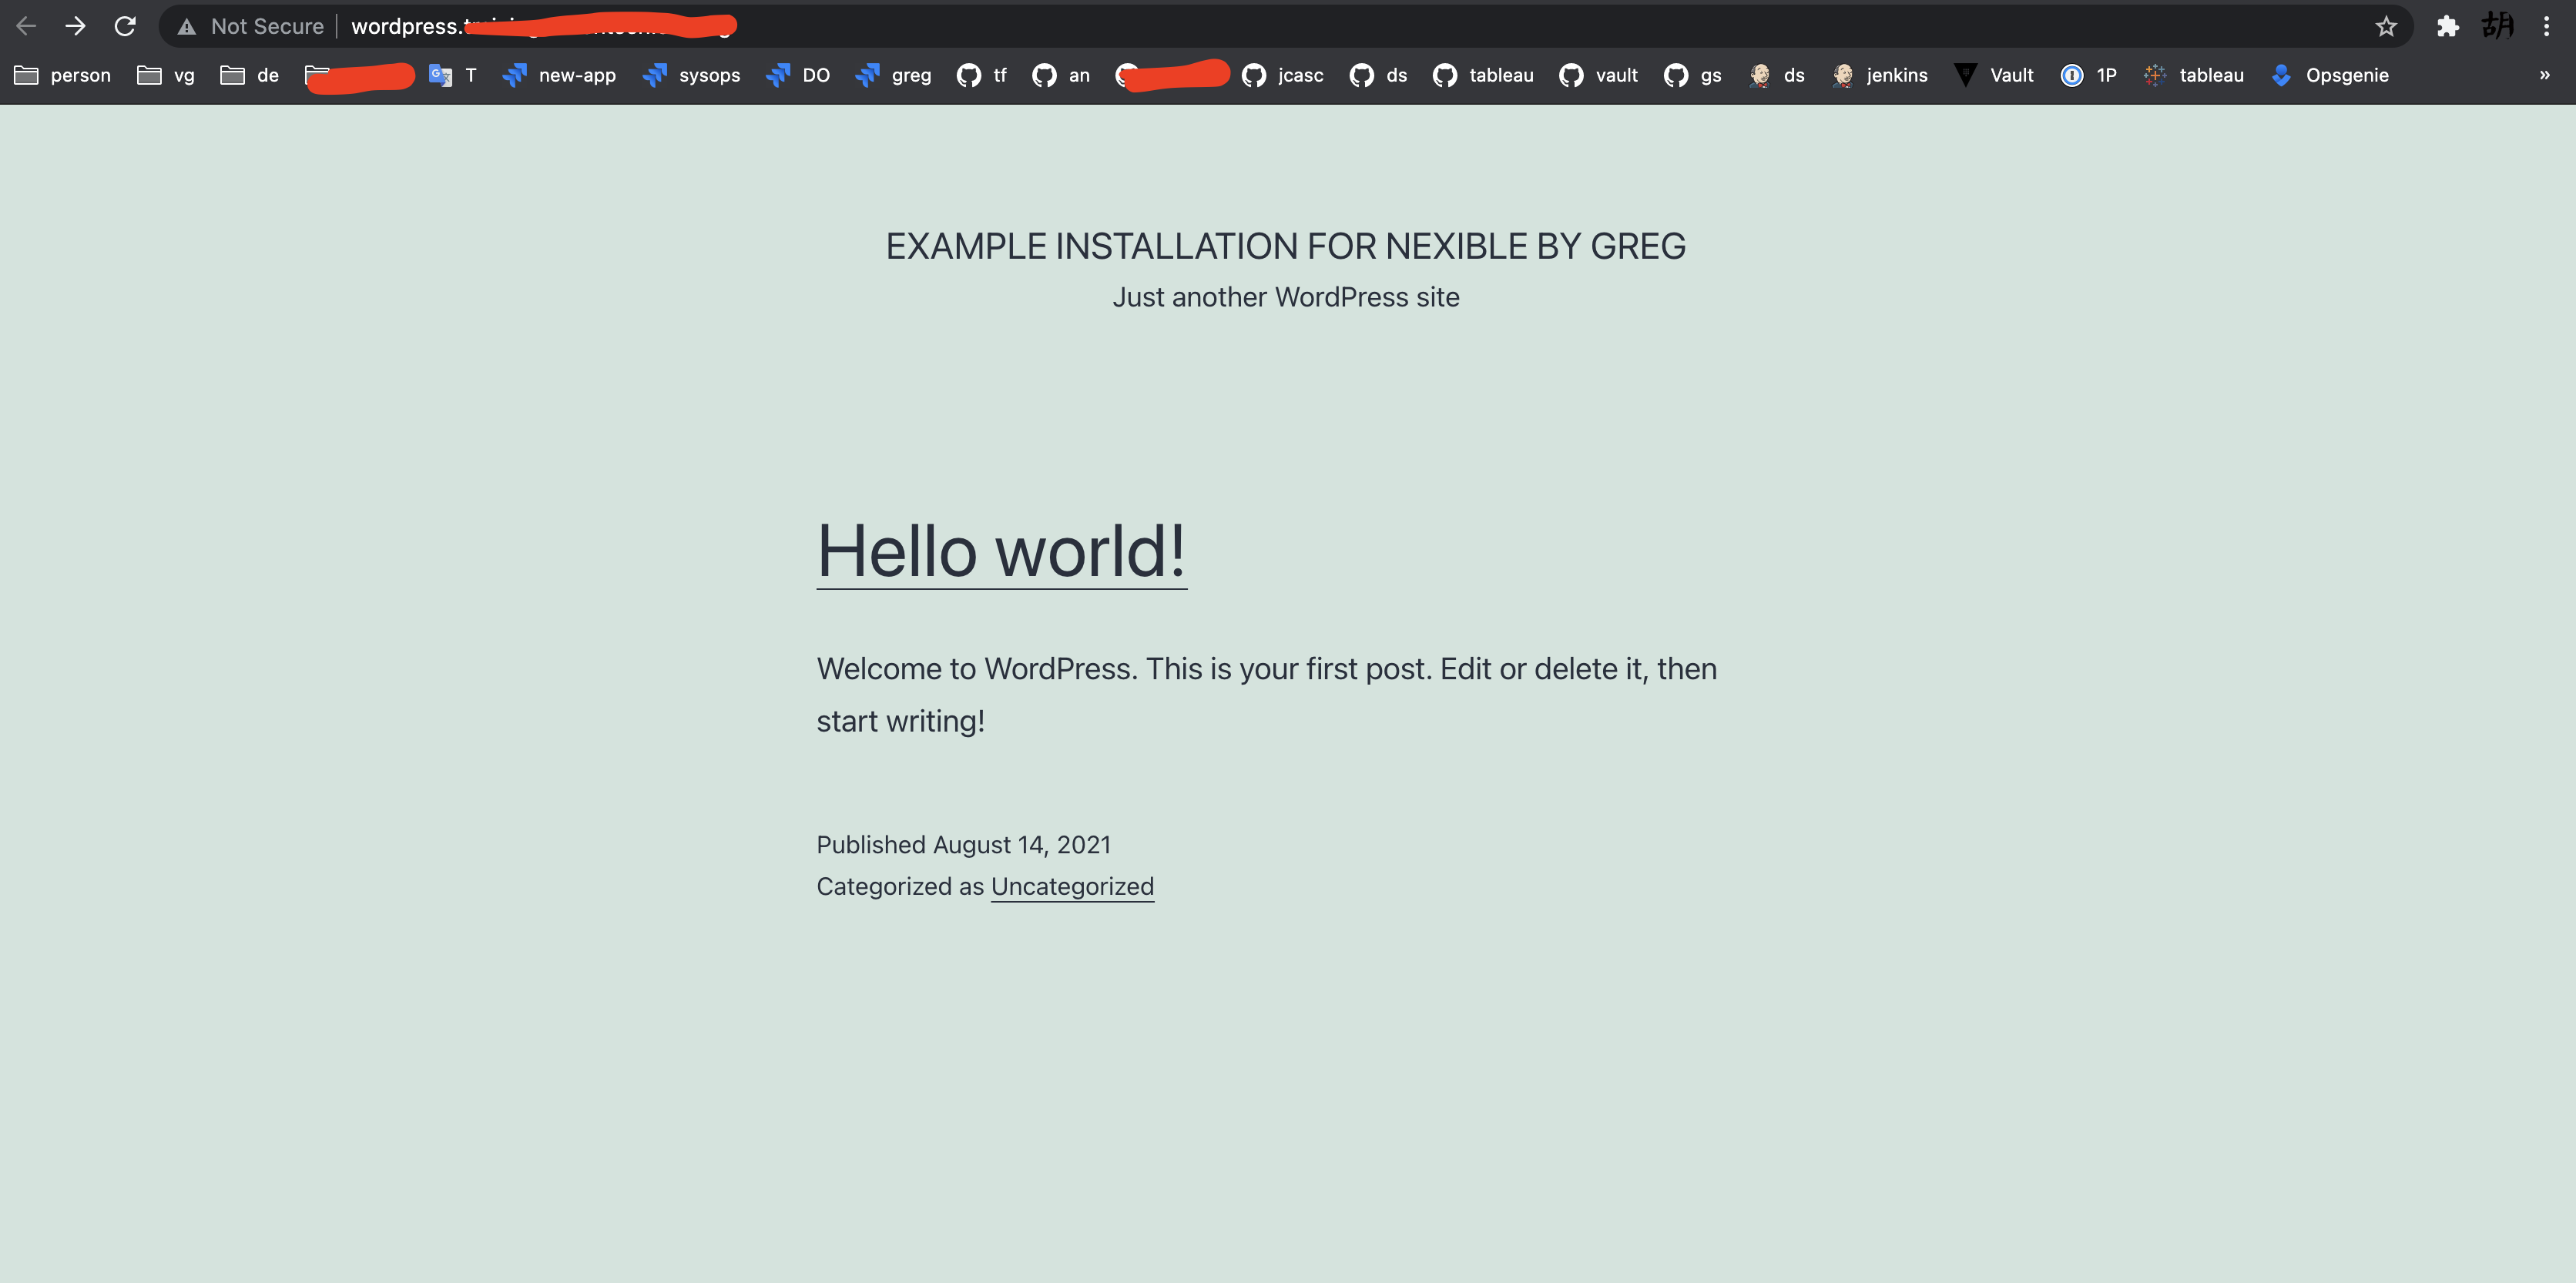 Not Secure wordpress.
person vg de T new-app sysops DO greg tf an jcasc ds tableau vault gs ds jenkins Vault 1P tableau Opsgenie »
胡
EXAMPLE INSTALLATION FOR NEXIBLE BY GREG
Just another WordPress site
Hello world!
Welcome to WordPress. This is your first post. Edit or delete it, then
start writing!
Published August 14, 2021
Categorized as Uncategorized